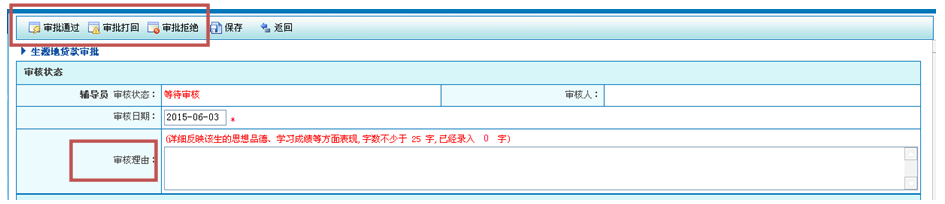 审批通过 审批打回 审批拒绝 保存 返回
生源地贷款审批
审核状态
辅导员 审核状态： 等待审核 审核人：
审核日期： 2015-06-03 *
(详细反映该生的思想品德、学习成绩等方面表现,字数不少于 25 字,已经录入 0 字)
审核理由：